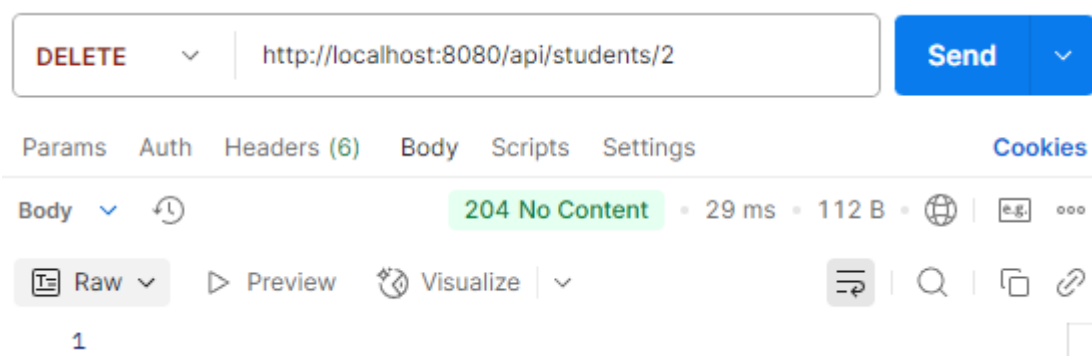 DELETE http://localhost:8080/api/students/2 Send
Params Auth Headers (6) Body Scripts Settings Cookies
Body 204 No Content • 29 ms • 112 B • e.g.
Raw Preview Visualize
1